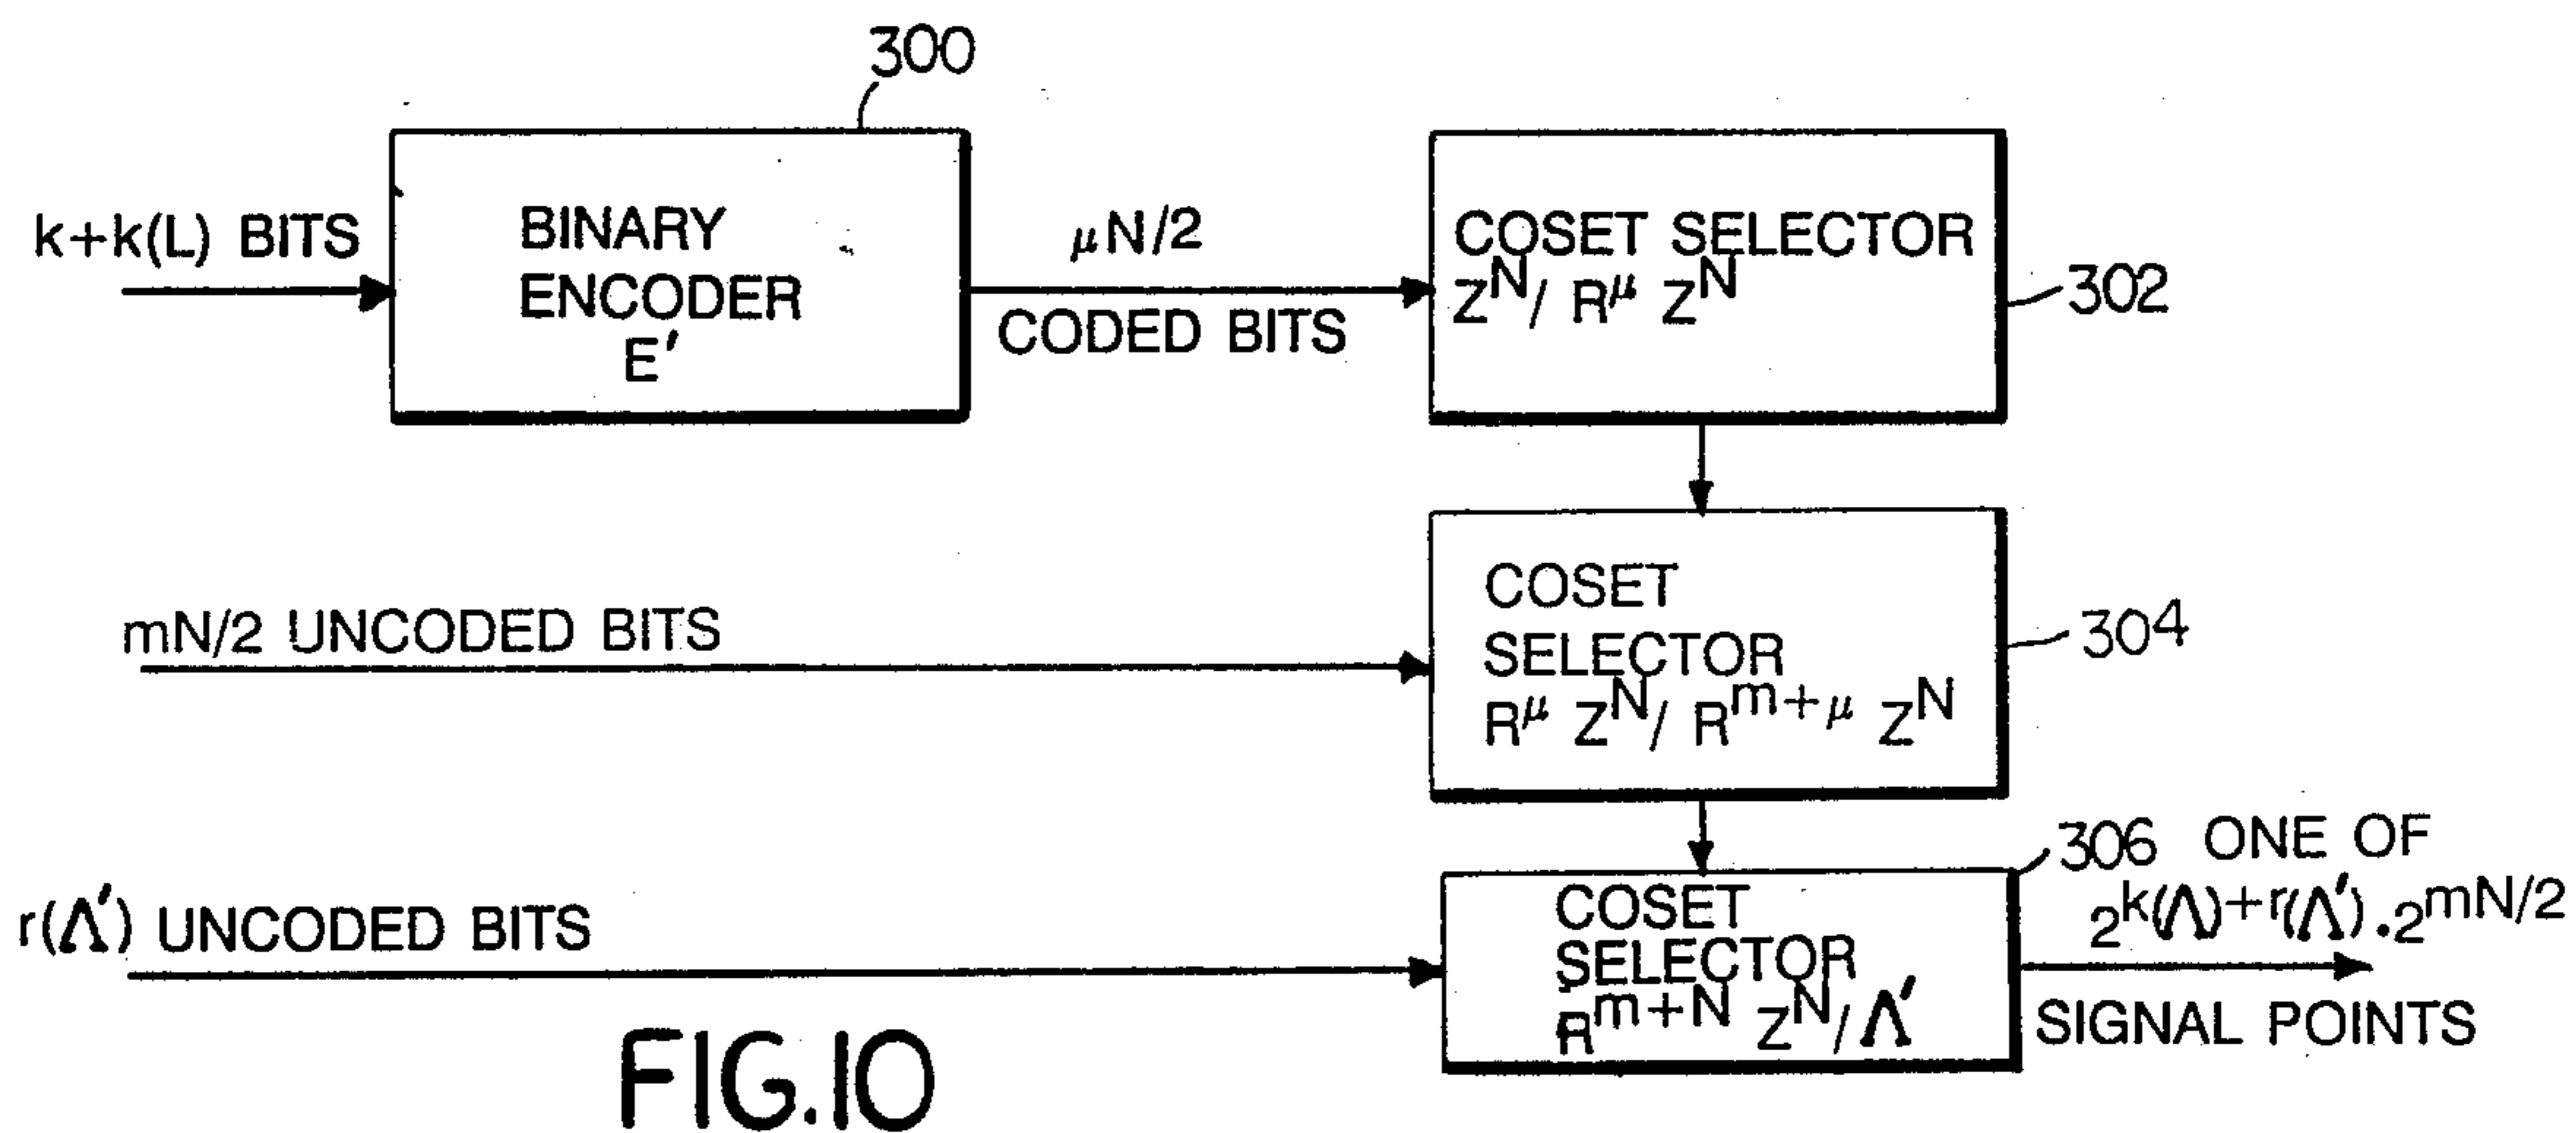 300
k+k(L) BITS
BINARY
ENCODER
E′
μN/2
CODED BITS
COSET SELECTOR
Z^N/ R^μ Z^N
302
mN/2 UNCODED BITS
COSET
SELECTOR
R^μ Z^N/ R^m+μ Z^N
304
r(Λ′) UNCODED BITS
COSET
SELECTOR
R^m+N Z^N/Λ′
306 ONE OF
2^k(Λ)+r(Λ′).2^mN/2
SIGNAL POINTS
FIG.10